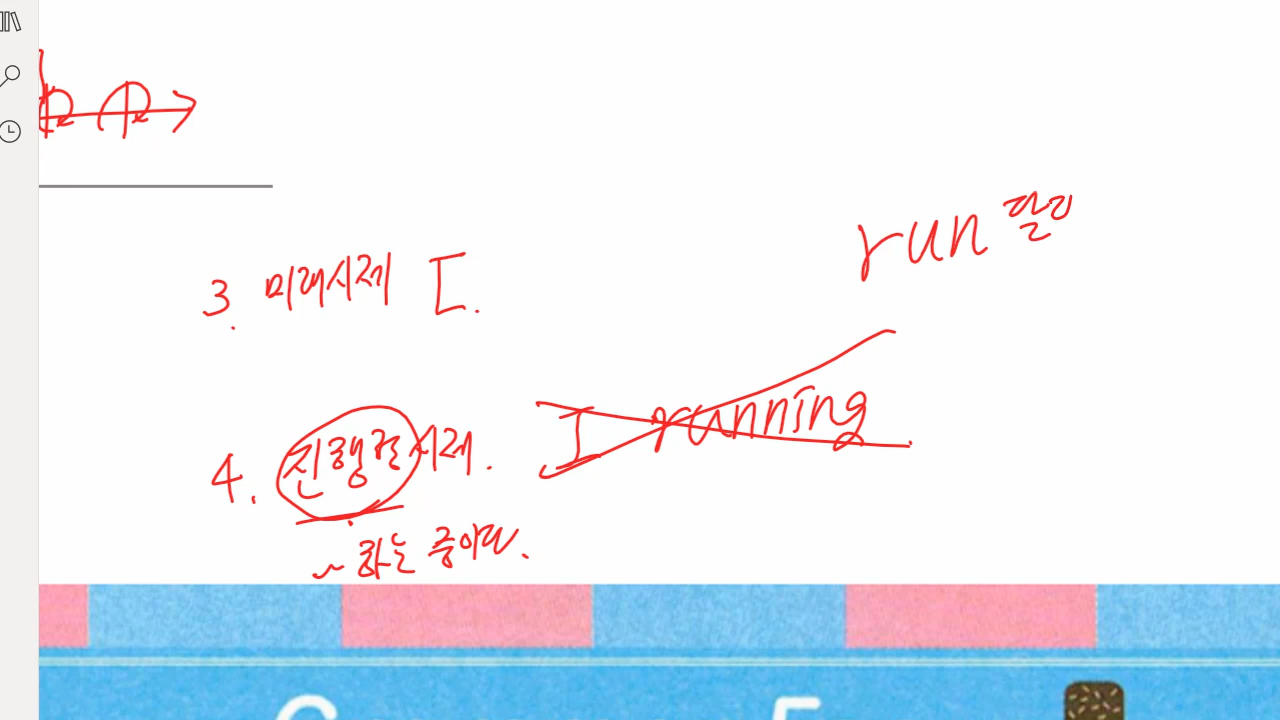 run 달리
3. 미래시제 [.
I running
4. 진행형시제.
~하는 중이다.